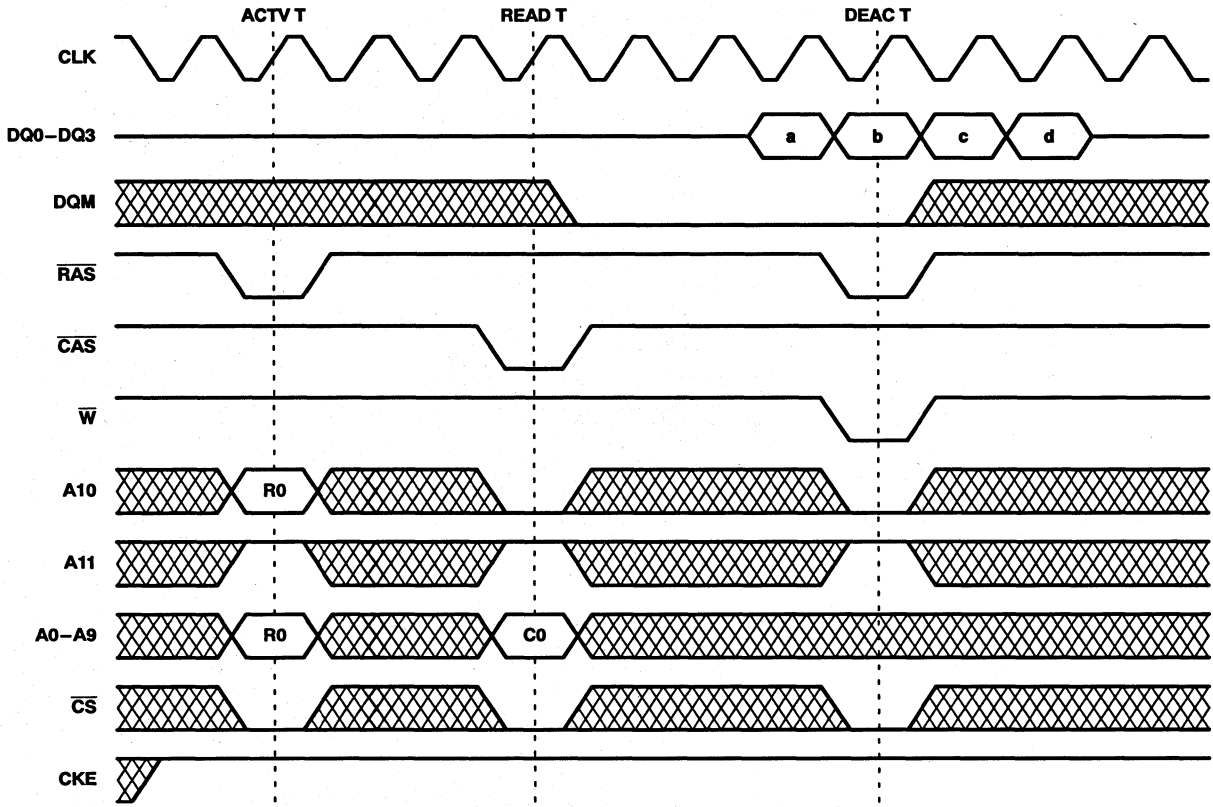 ACTV T READ T DEAC T
CLK
DQ0–DQ3 a b c d
DQM
RAS
CAS
W
A10 R0
A11
A0–A9 R0 C0
CS
CKE